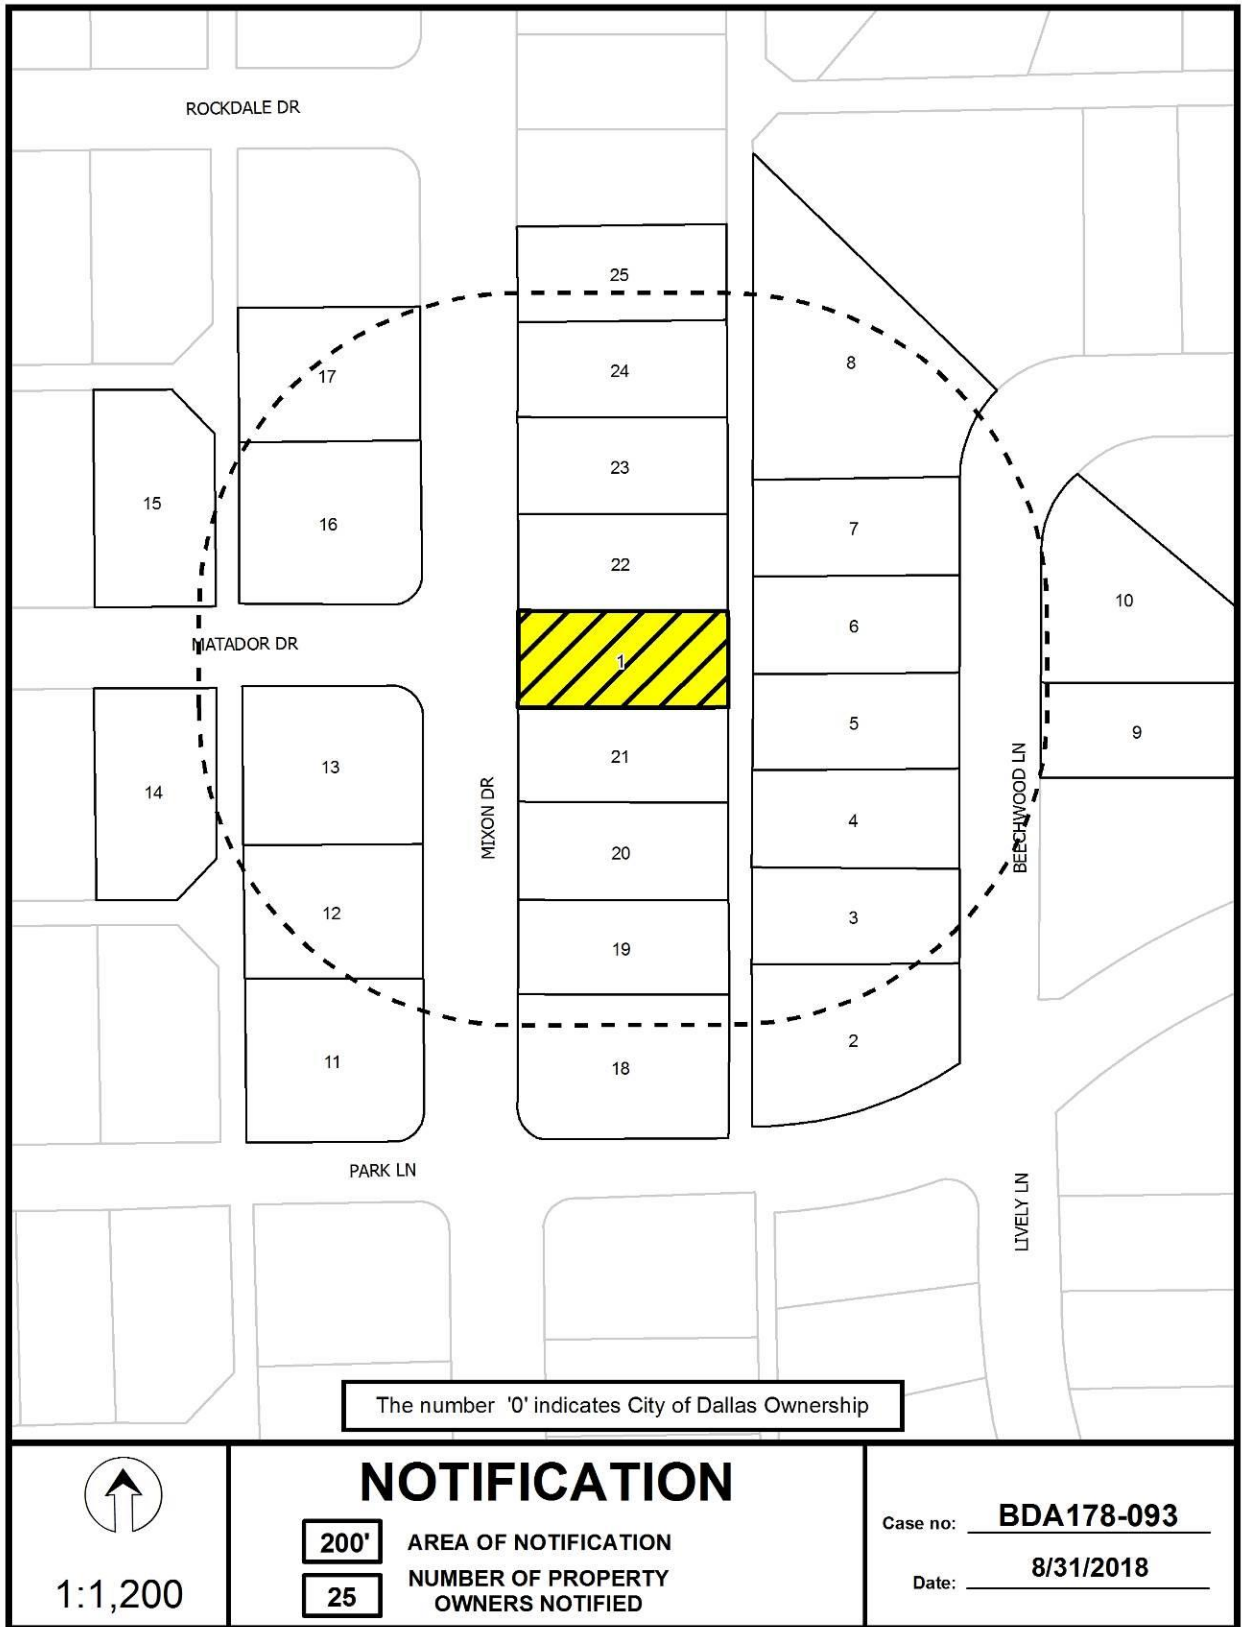 ROCKDALE DR
25
8
24
17
23
15
16
7
22
10
6
MATADOR DR
1
5
9
21
13
14
MIXON DR
BEECHWOOD LN
4
20
12
3
19
2
11
18
PARK LN
LIVELY LN
The number '0' indicates City of Dallas Ownership
1:1,200
NOTIFICATION
200' AREA OF NOTIFICATION
25 NUMBER OF PROPERTY
OWNERS NOTIFIED
Case no: BDA178-093
Date: 8/31/2018